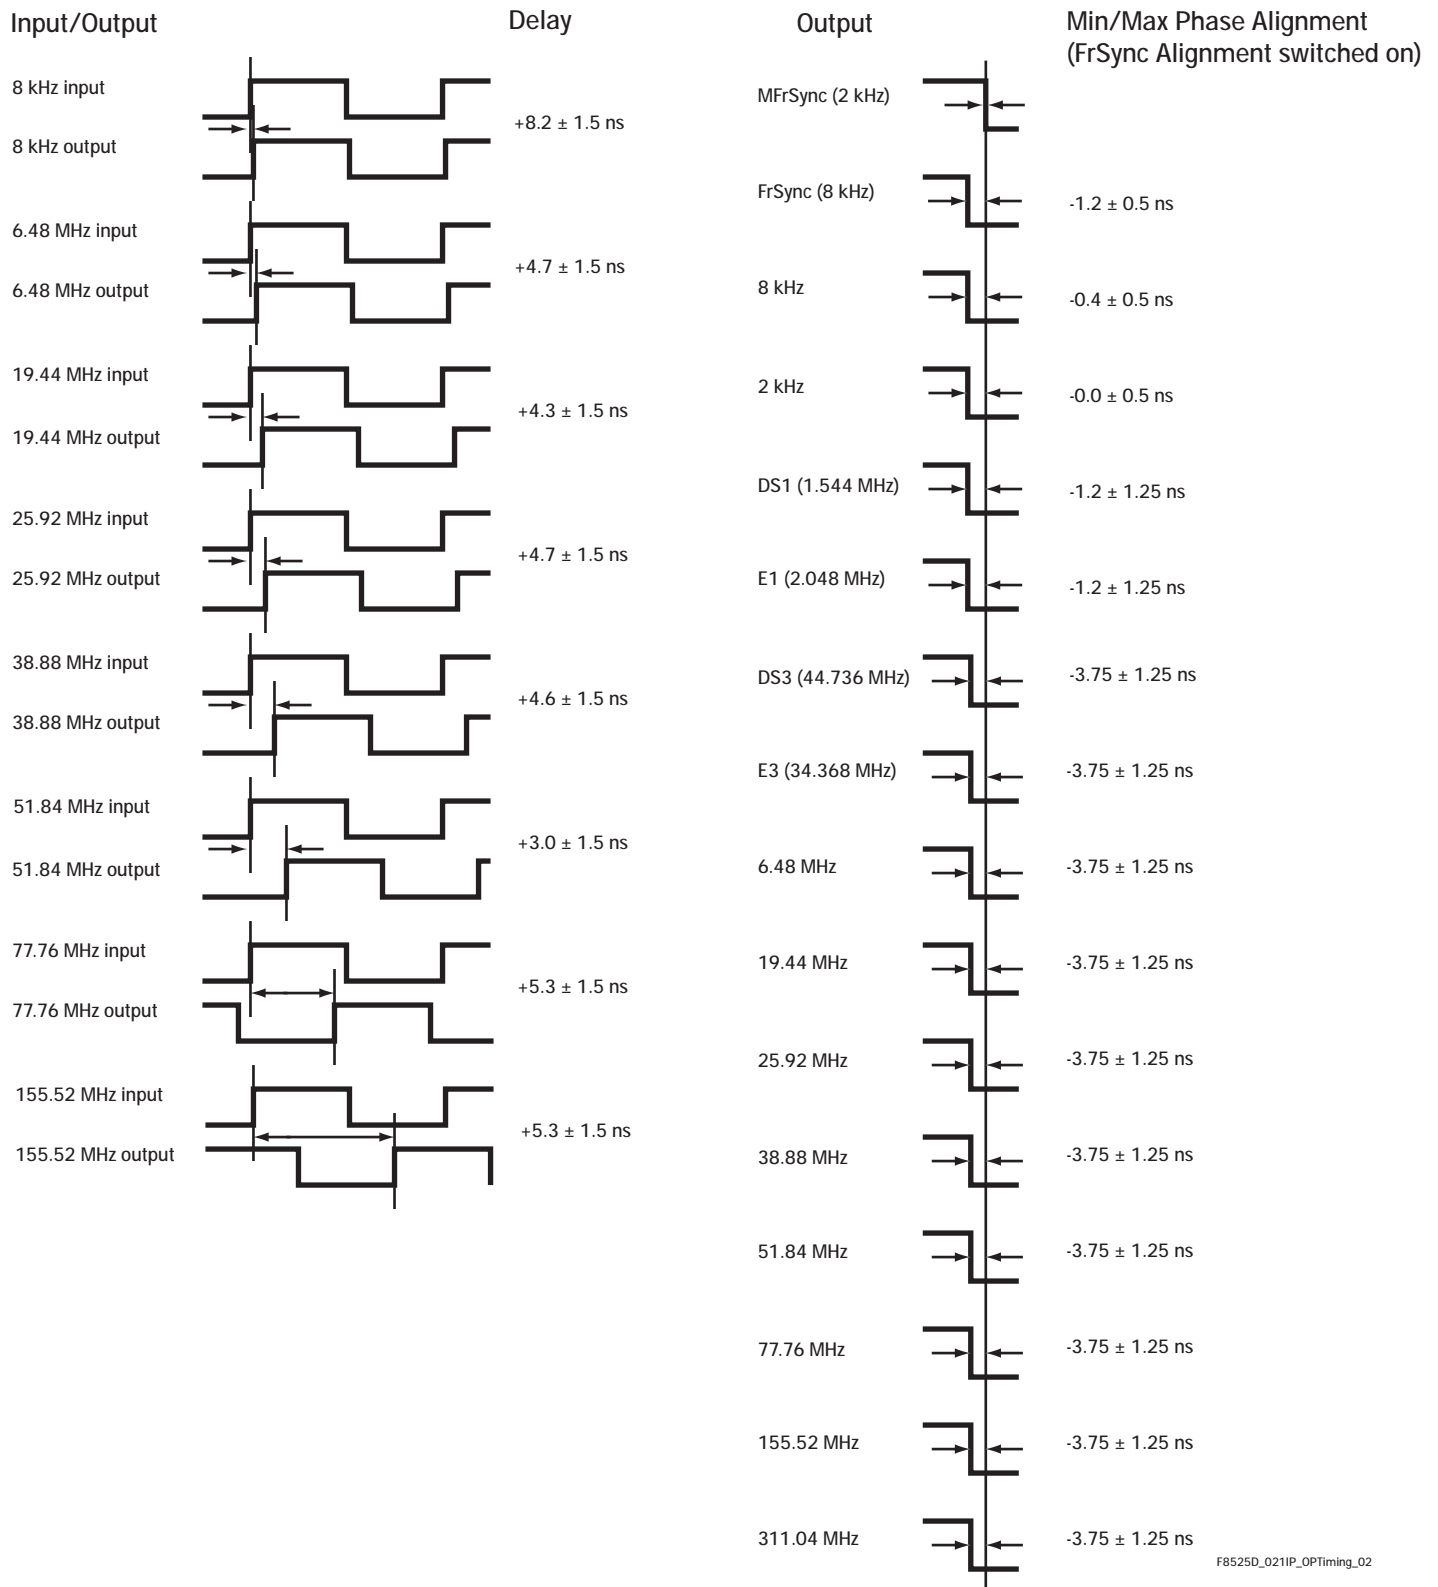 Input/Output
Delay
8 kHz input
+8.2 ± 1.5 ns
8 kHz output
6.48 MHz input
+4.7 ± 1.5 ns
6.48 MHz output
19.44 MHz input
+4.3 ± 1.5 ns
19.44 MHz output
25.92 MHz input
+4.7 ± 1.5 ns
25.92 MHz output
38.88 MHz input
+4.6 ± 1.5 ns
38.88 MHz output
51.84 MHz input
+3.0 ± 1.5 ns
51.84 MHz output
77.76 MHz input
+5.3 ± 1.5 ns
77.76 MHz output
155.52 MHz input
+5.3 ± 1.5 ns
155.52 MHz output
Output
Min/Max Phase Alignment
(FrSync Alignment switched on)
MFrSync (2 kHz)
FrSync (8 kHz)
-1.2 ± 0.5 ns
8 kHz
-0.4 ± 0.5 ns
2 kHz
-0.0 ± 0.5 ns
DS1 (1.544 MHz)
-1.2 ± 1.25 ns
E1 (2.048 MHz)
-1.2 ± 1.25 ns
DS3 (44.736 MHz)
-3.75 ± 1.25 ns
E3 (34.368 MHz)
-3.75 ± 1.25 ns
6.48 MHz
-3.75 ± 1.25 ns
19.44 MHz
-3.75 ± 1.25 ns
25.92 MHz
-3.75 ± 1.25 ns
38.88 MHz
-3.75 ± 1.25 ns
51.84 MHz
-3.75 ± 1.25 ns
77.76 MHz
-3.75 ± 1.25 ns
155.52 MHz
-3.75 ± 1.25 ns
311.04 MHz
-3.75 ± 1.25 ns
F8525D_021IP_OPTiming_02